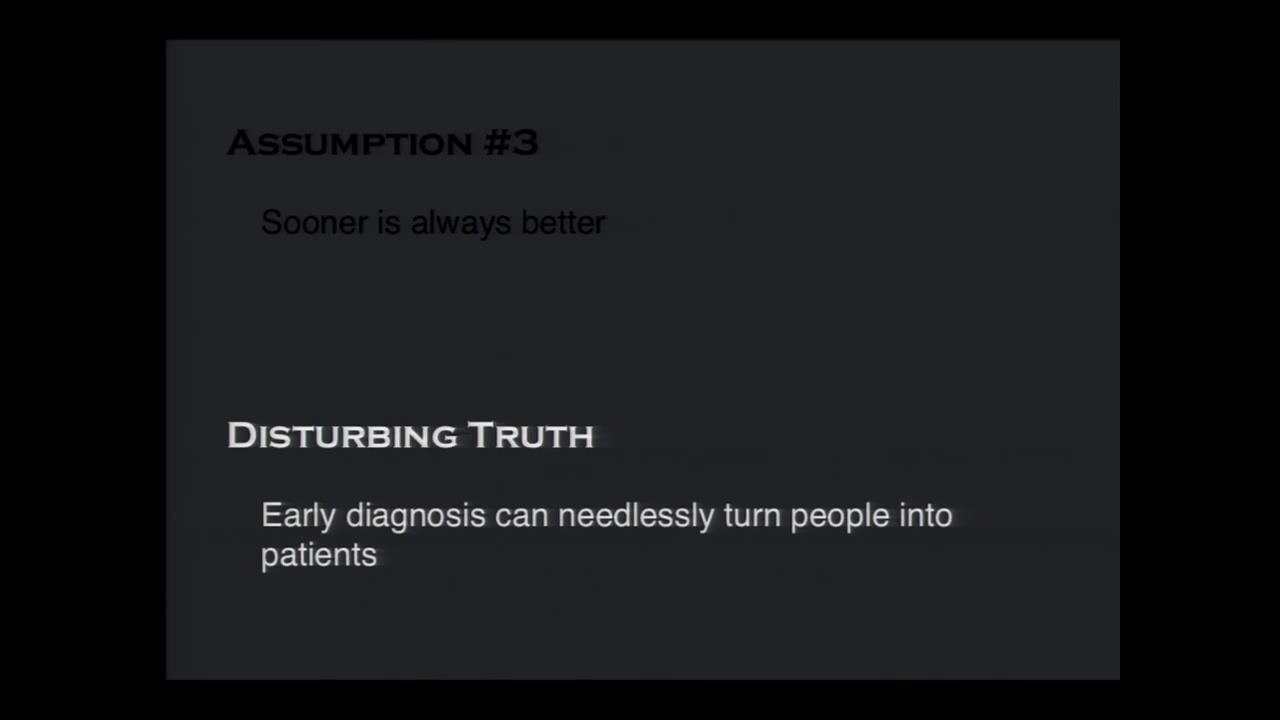 Assumption #3
Sooner is always better
Disturbing Truth
Early diagnosis can needlessly turn people into
patients